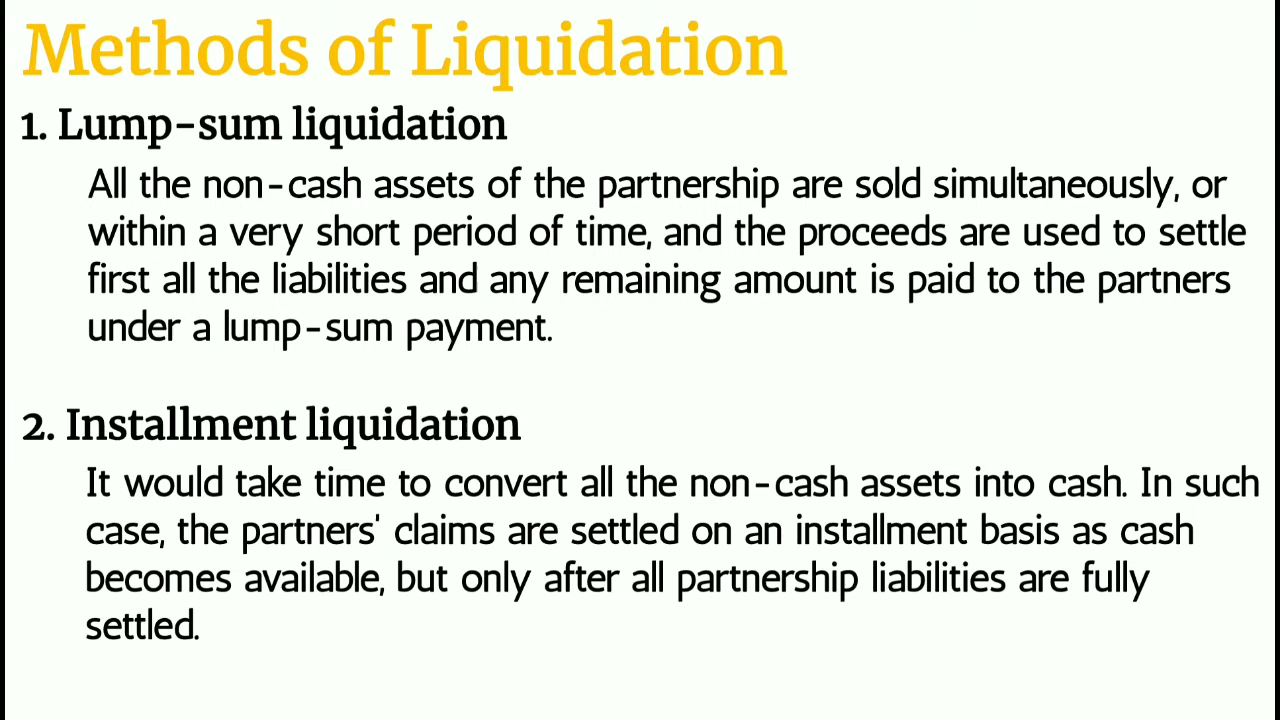 Methods of Liquidation
1. Lump-sum liquidation
All the non-cash assets of the partnership are sold simultaneously, or
within a very short period of time, and the proceeds are used to settle
first all the liabilities and any remaining amount is paid to the partners
under a lump-sum payment.
2. Installment liquidation
It would take time to convert all the non-cash assets into cash. In such
case, the partners' claims are settled on an installment basis as cash
becomes available, but only after all partnership liabilities are fully
settled.